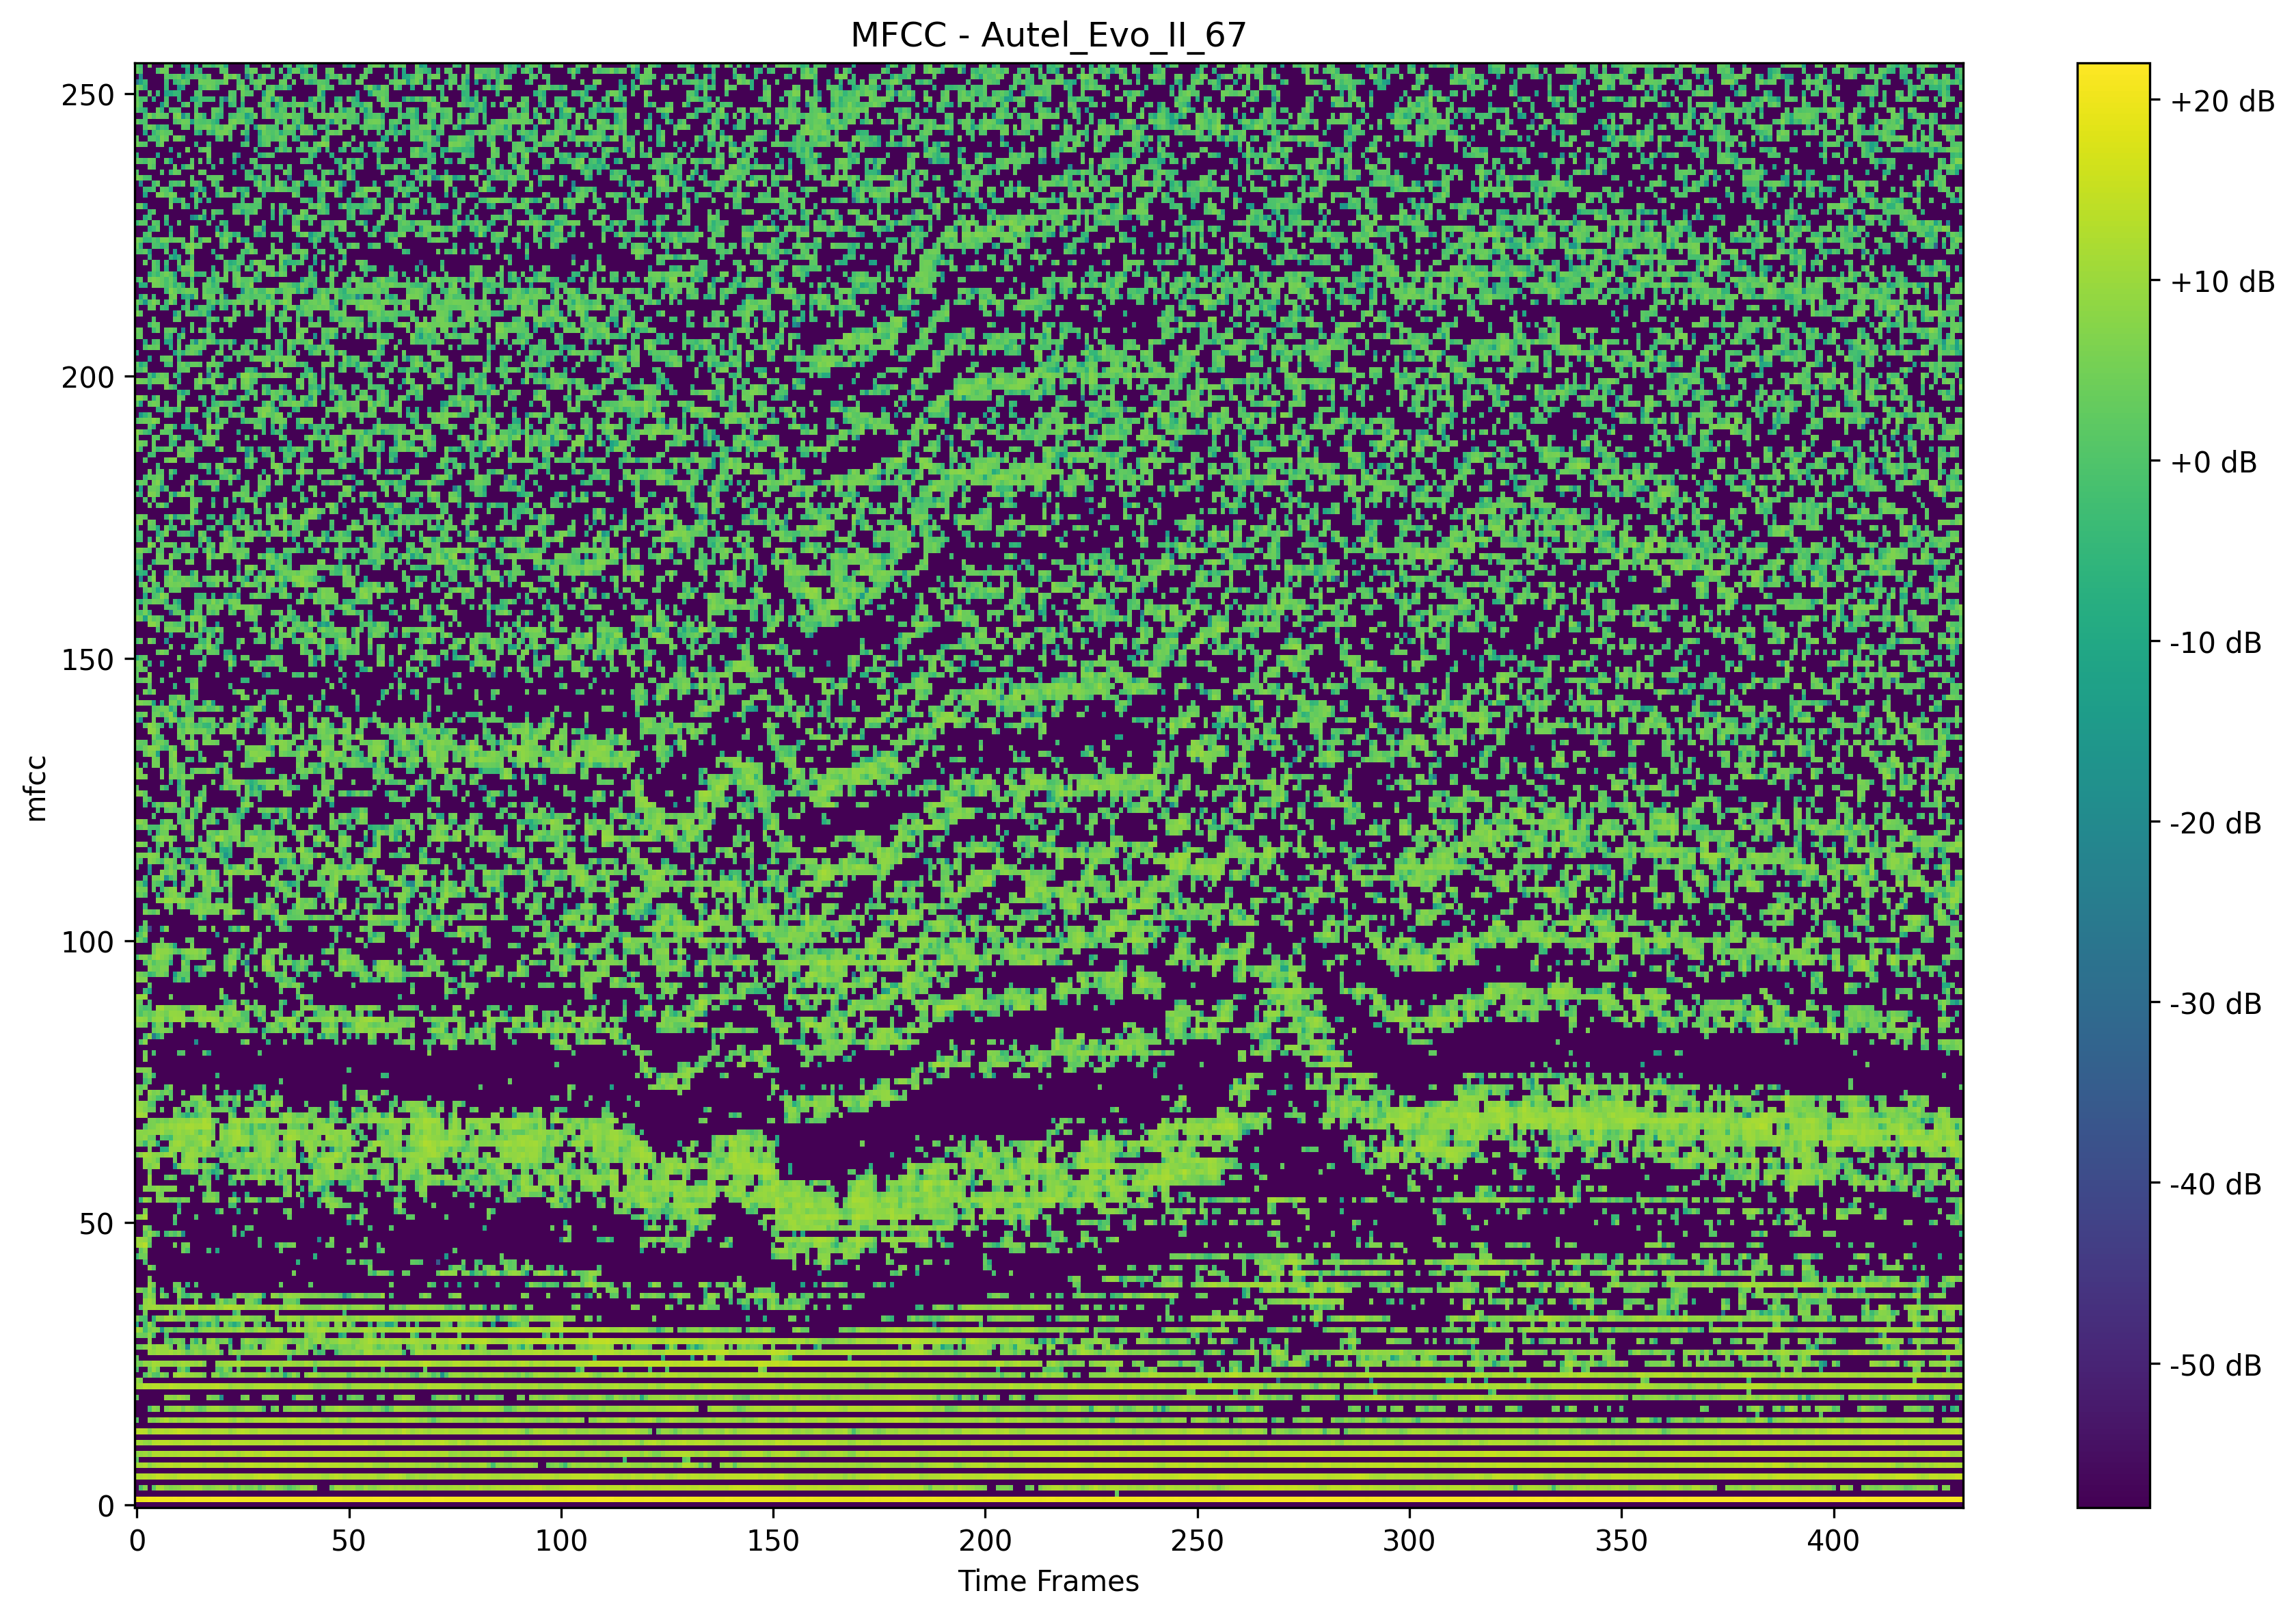 MFCC - Autel_Evo_II_67
250
200
150
100
50
0
mfcc
0 50 100 150 200 250 300 350 400
Time Frames
+20 dB
+10 dB
+0 dB
-10 dB
-20 dB
-30 dB
-40 dB
-50 dB